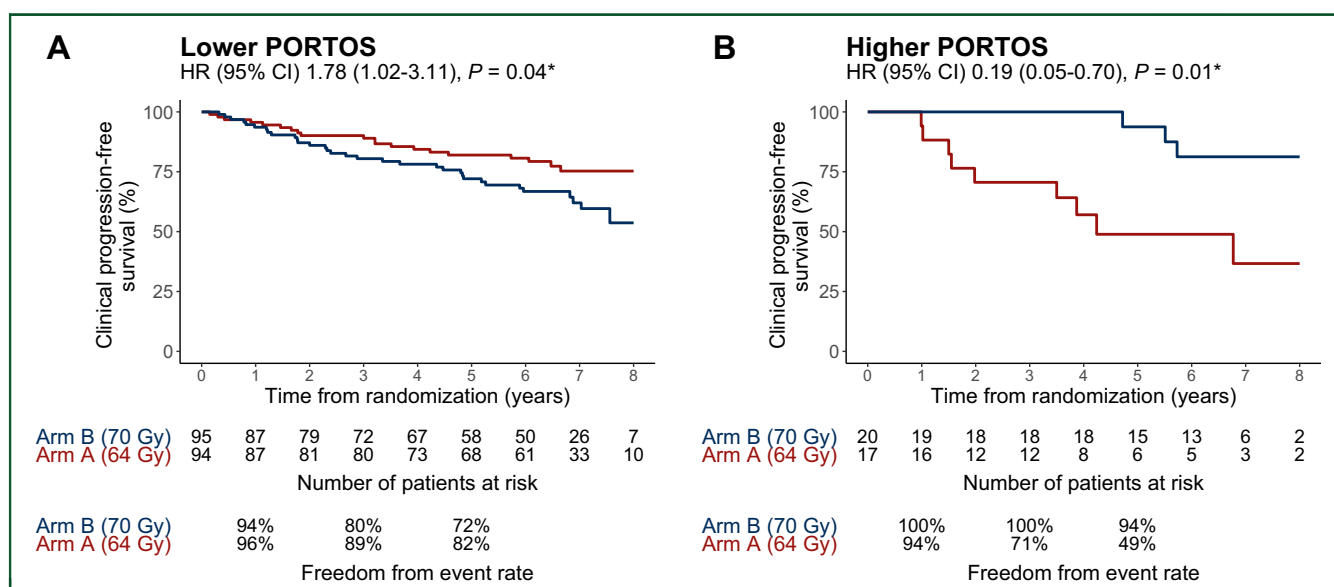 A
Lower PORTOS
HR (95% CI) 1.78 (1.02-3.11), P = 0.04*
Clinical progression-free
survival (%)
100
75
50
25
0
0 1 2 3 4 5 6 7 8
Time from randomization (years)
Arm B (70 Gy) 95 87 79 72 67 58 50 26 7
Arm A (64 Gy) 94 87 81 80 73 68 61 33 10
Number of patients at risk
Arm B (70 Gy) 94% 80% 72%
Arm A (64 Gy) 96% 89% 82%
Freedom from event rate
B
Higher PORTOS
HR (95% CI) 0.19 (0.05-0.70), P = 0.01*
Clinical progression-free
survival (%)
100
75
50
25
0
0 1 2 3 4 5 6 7 8
Time from randomization (years)
Arm B (70 Gy) 20 19 18 18 18 15 13 6 2
Arm A (64 Gy) 17 16 12 12 8 6 5 3 2
Number of patients at risk
Arm B (70 Gy) 100% 100% 94%
Arm A (64 Gy) 94% 71% 49%
Freedom from event rate